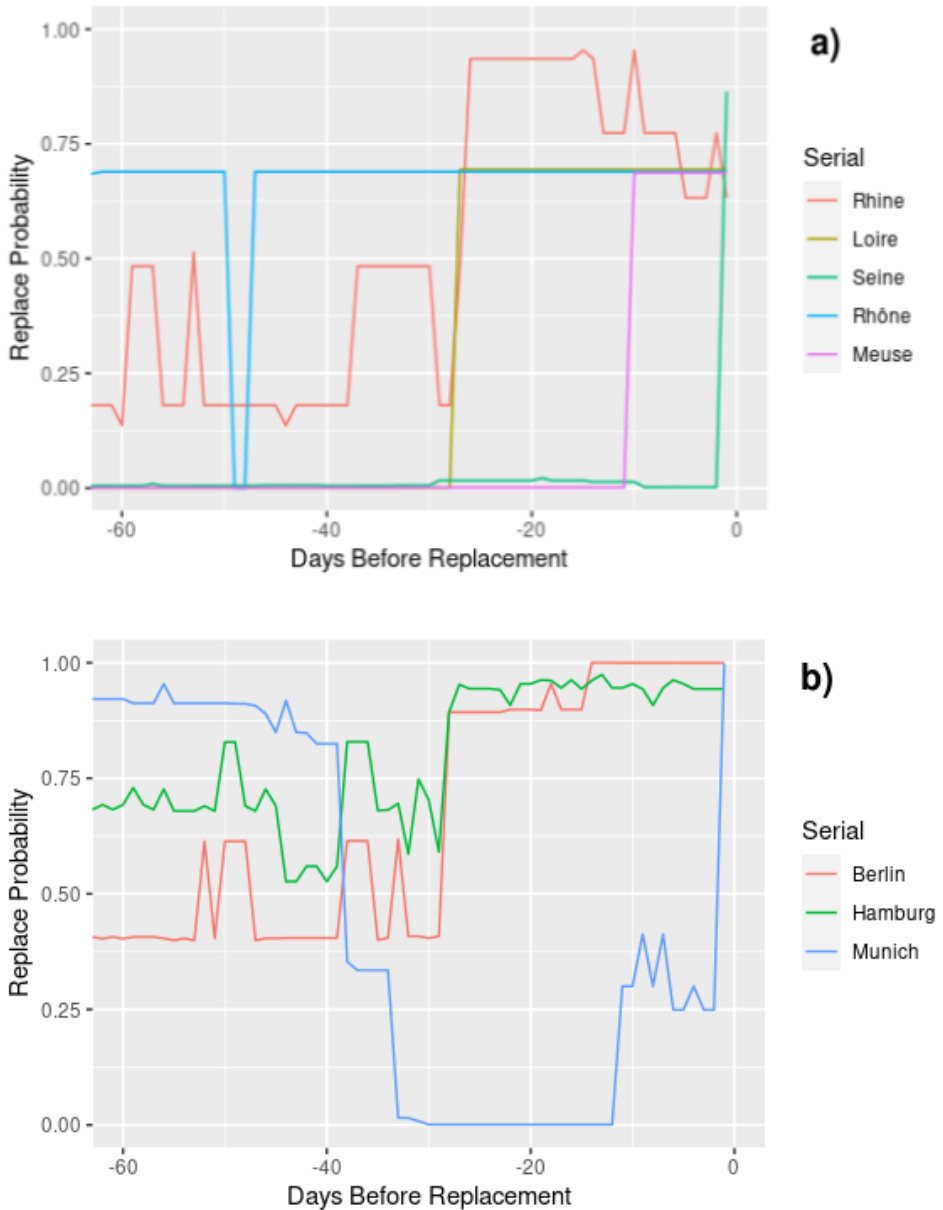 a)
1.00
0.75
0.50
0.25
0.00
Replace Probability
-60
-40
-20
0
Days Before Replacement
Serial
Rhine
Loire
Seine
Rhône
Meuse
b)
1.00
0.75
0.50
0.25
0.00
Replace Probability
-60
-40
-20
0
Days Before Replacement
Serial
Berlin
Hamburg
Munich